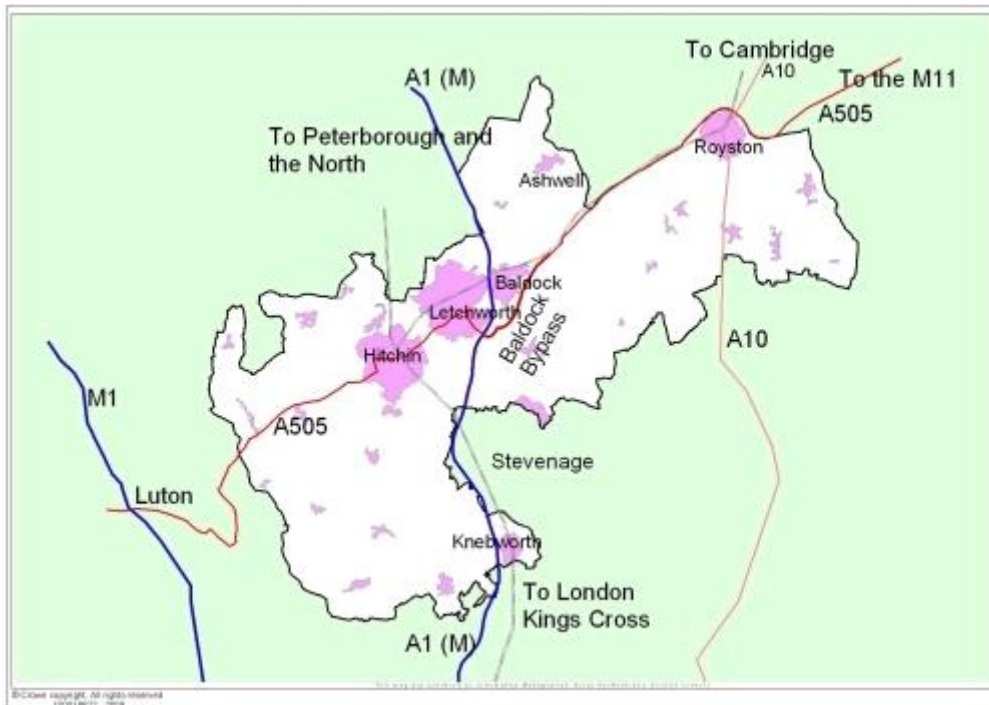 To Cambridge
A10
A1 (M)
To the M11
A505
To Peterborough and
the North
Royston
Ashwell
Baldock
Letchworth
Baldock
Bypass
Hitchin
A10
M1
A505
Stevenage
Luton
Knebworth
To London
Kings Cross
A1 (M)
© Crown copyright. All rights reserved